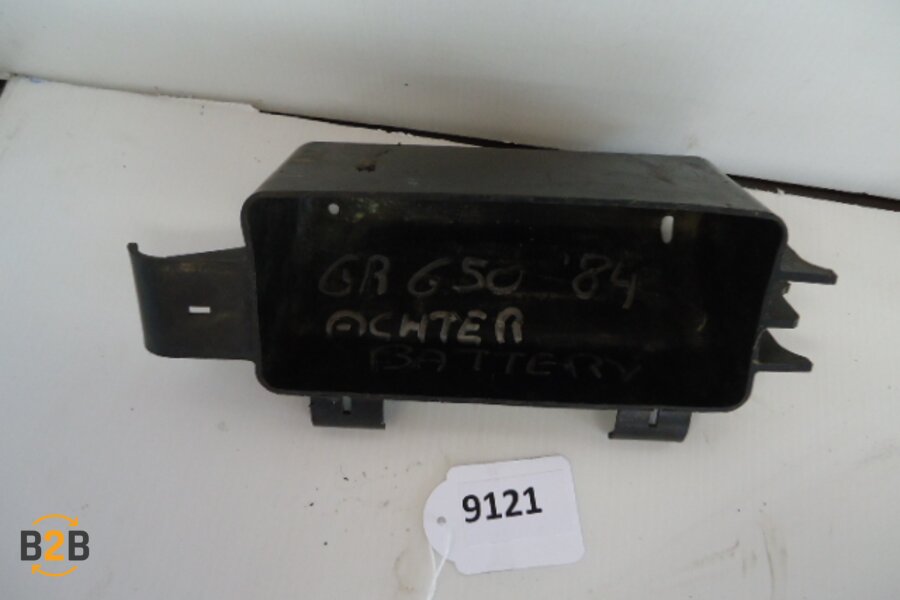 GR 650 '84
ACHTER
BATTERY
9121
B2B